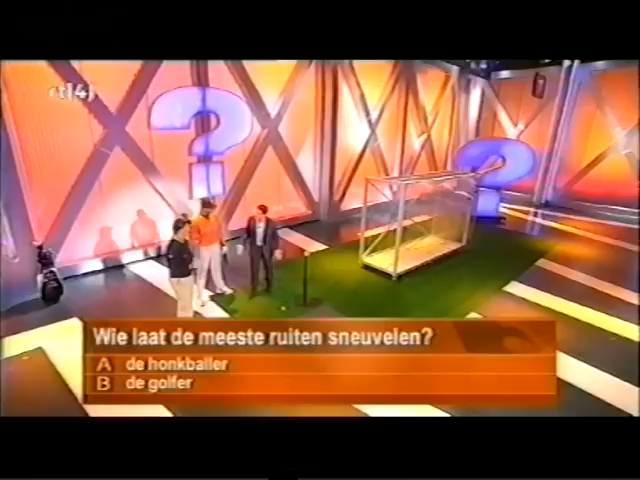 rtl4
Wie laat de meeste ruiten sneuvelen?
A de honkballer
B de golfer